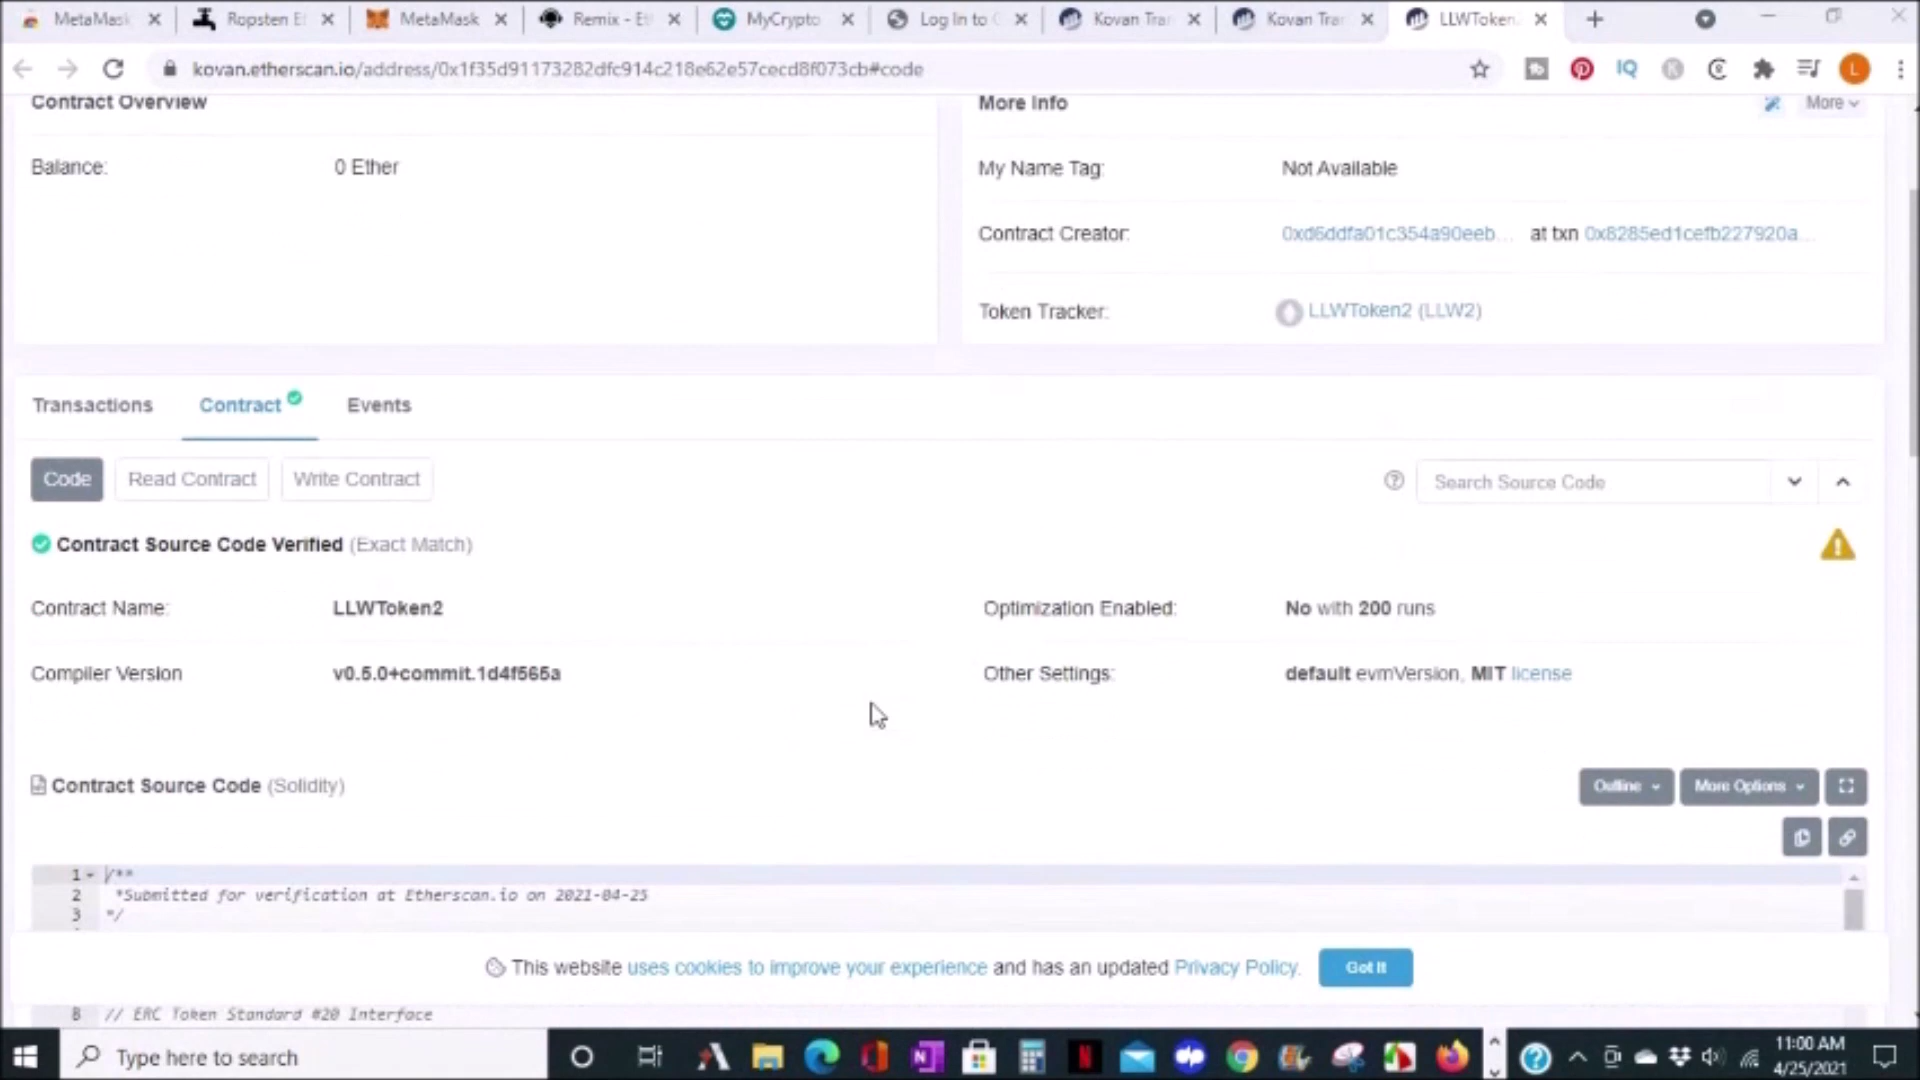 MetaMask
Ropsten E
MetaMask
Remix - Et
MyCrypto
Log In to
Kovan Tra
Kovan Tra
LLWToken
kovan.etherscan.io/address/0x1f35d91173282dfc914c218e62e57cecd8f073cb#code
Contract Overview
More Info
More
Balance:
0 Ether
My Name Tag:
Not Available
Contract Creator:
0xd6ddfa01c354a90eeb... at txn 0x8285ed1cefb227920a...
Token Tracker:
LLWToken2 (LLW2)
Transactions
Contract
Events
Code
Read Contract
Write Contract
Search Source Code
Contract Source Code Verified (Exact Match)
Contract Name:
LLWToken2
Optimization Enabled:
No with 200 runs
Compiler Version
v0.5.0+commit.1d4f565a
Other Settings:
default evmVersion, MIT license
Contract Source Code (Solidity)
Outline
More Options
1 /**
2 *Submitted for verification at Etherscan.io on 2021-04-25
3 */
This website uses cookies to improve your experience and has an updated Privacy Policy.
Got It
8 // ERC Token Standard #20 Interface
Type here to search
11:00 AM
4/25/2021